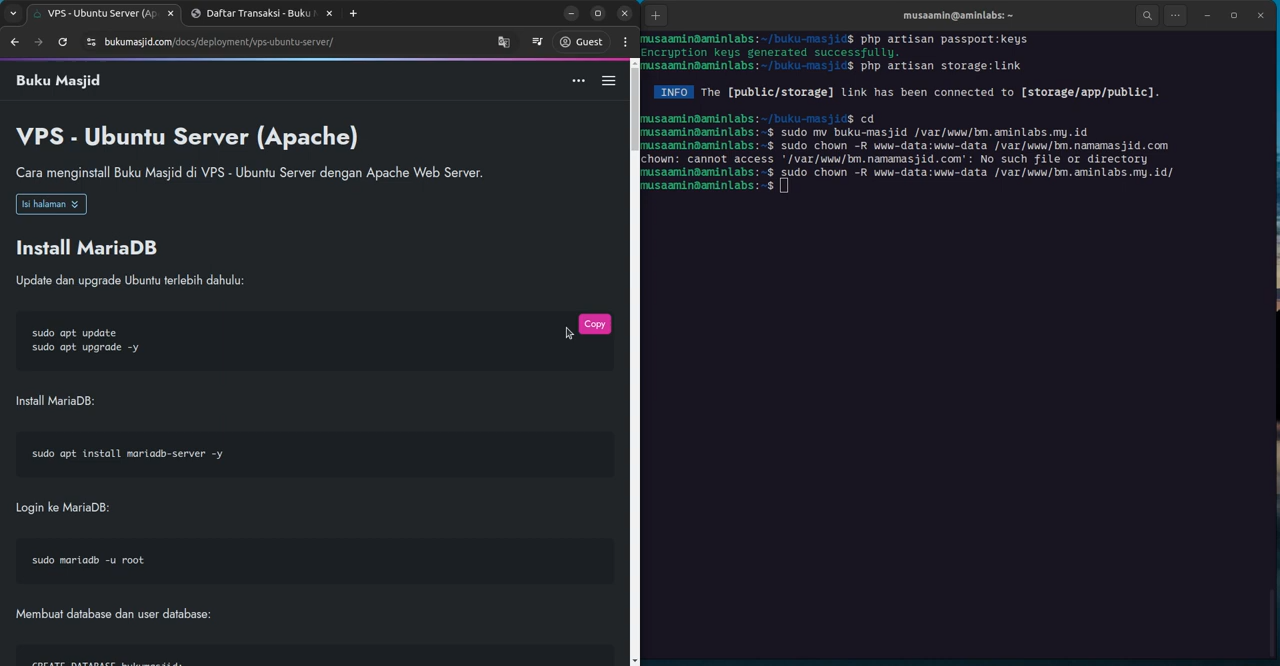 VPS - Ubuntu Server (Ap
Daftar Transaksi - Buku M
bukumasjid.com/docs/deployment/vps-ubuntu-server/
Guest
Buku Masjid
VPS - Ubuntu Server (Apache)
Cara menginstall Buku Masjid di VPS - Ubuntu Server dengan Apache Web Server.
Isi halaman
Install MariaDB
Update dan upgrade Ubuntu terlebih dahulu:
Copy
sudo apt update
sudo apt upgrade -y
Install MariaDB:
sudo apt install mariadb-server -y
Login ke MariaDB:
sudo mariadb -u root
Membuat database dan user database:
CREATE DATABASE bukumasjid;
musaamin@aminlabs: ~
musaamin@aminlabs:~/buku-masjid$ php artisan passport:keys
Encryption keys generated successfully.
musaamin@aminlabs:~/buku-masjid$ php artisan storage:link
INFO The [public/storage] link has been connected to [storage/app/public].
musaamin@aminlabs:~/buku-masjid$ cd
musaamin@aminlabs:~$ sudo mv buku-masjid /var/www/bm.aminlabs.my.id
musaamin@aminlabs:~$ sudo chown -R www-data:www-data /var/www/bm.namamasjid.com
chown: cannot access '/var/www/bm.namamasjid.com': No such file or directory
musaamin@aminlabs:~$ sudo chown -R www-data:www-data /var/www/bm.aminlabs.my.id/
musaamin@aminlabs:~$